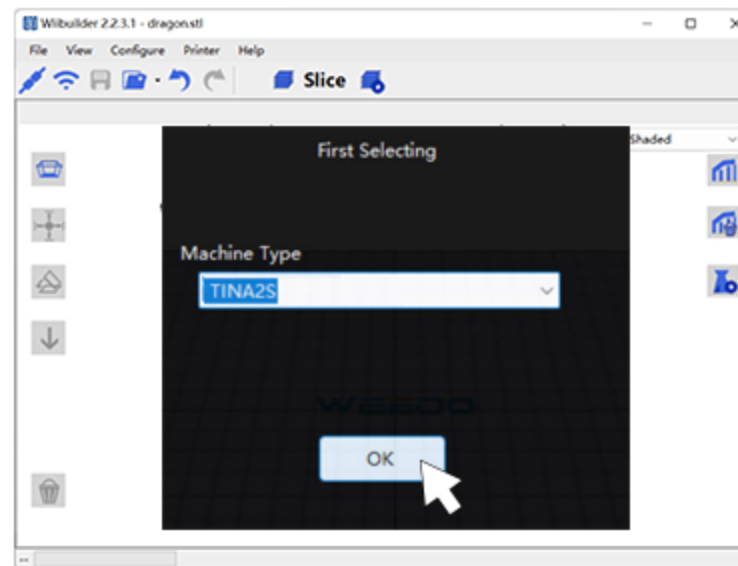 Wiibuilder 2.2.3.1 - dragon.stl
File View Configure Printer Help
Slice
Shaded
First Selecting
Machine Type
TINA2S
WEEDO
OK